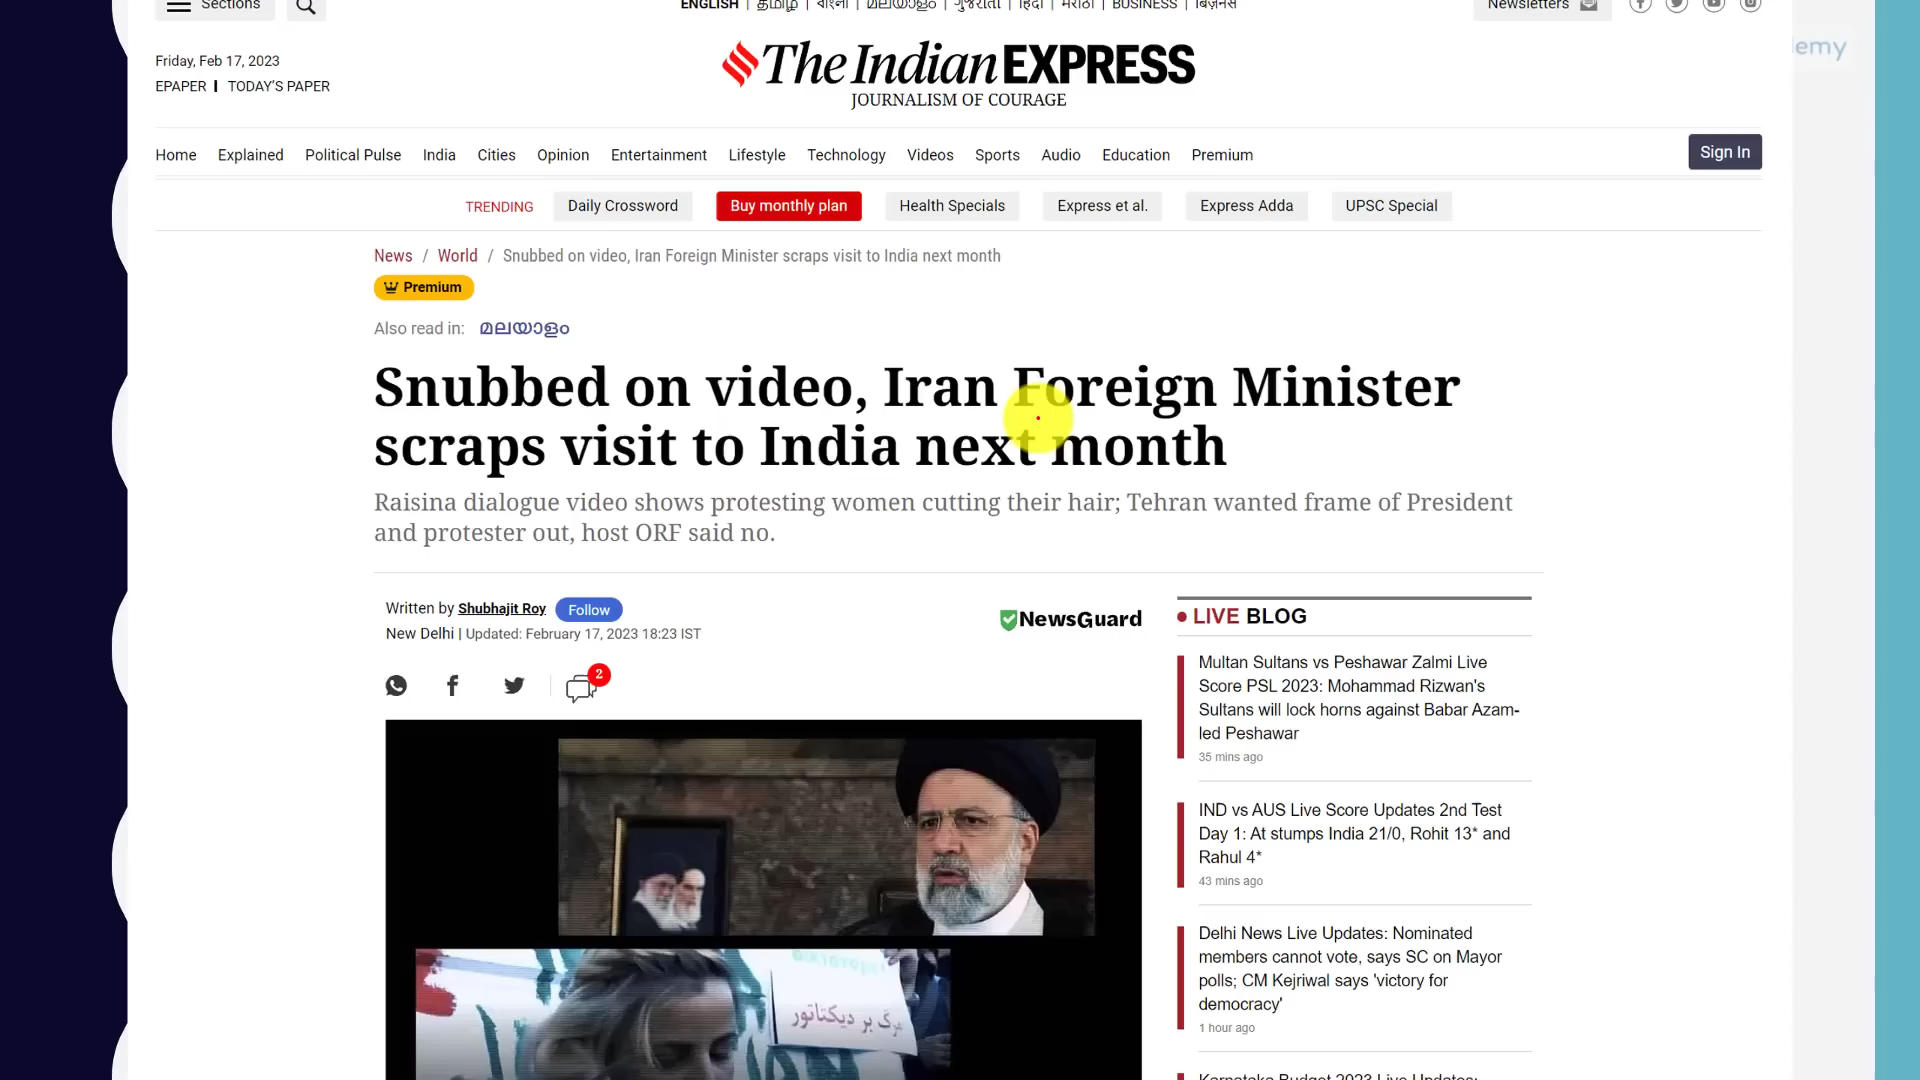 Sections
ENGLISH | தமிழ் | বাংলা | മലയാളം | ગુજરાતી | हिंदी | मराठी | BUSINESS | बिज़नेस
Newsletters
Friday, Feb 17, 2023
EPAPER | TODAY'S PAPER
The Indian EXPRESS
JOURNALISM OF COURAGE
demy
Home Explained Political Pulse India Cities Opinion Entertainment Lifestyle Technology Videos Sports Audio Education Premium
Sign In
TRENDING Daily Crossword Buy monthly plan Health Specials Express et al. Express Adda UPSC Special
News / World / Snubbed on video, Iran Foreign Minister scraps visit to India next month
Premium
Also read in: മലയാളം
Snubbed on video, Iran Foreign Minister
scraps visit to India next month
Raisina dialogue video shows protesting women cutting their hair; Tehran wanted frame of President
and protester out, host ORF said no.
Written by Shubhajit Roy Follow
New Delhi | Updated: February 17, 2023 18:23 IST
2
NewsGuard
مرگ بر دیکتاتور
LIVE BLOG
Multan Sultans vs Peshawar Zalmi Live
Score PSL 2023: Mohammad Rizwan's
Sultans will lock horns against Babar Azam-
led Peshawar
35 mins ago
IND vs AUS Live Score Updates 2nd Test
Day 1: At stumps India 21/0, Rohit 13* and
Rahul 4*
43 mins ago
Delhi News Live Updates: Nominated
members cannot vote, says SC on Mayor
polls; CM Kejriwal says 'victory for
democracy'
1 hour ago
Karnataka Budget 2023 Live Updates: